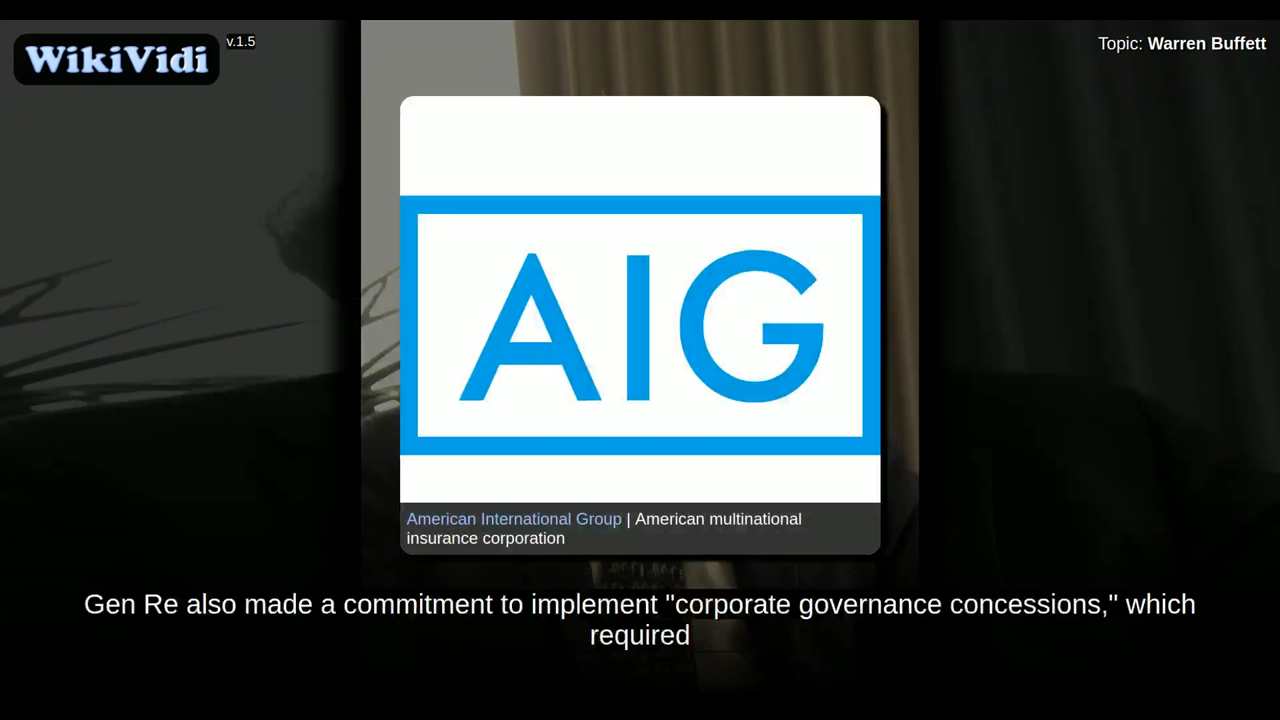 WikiVidi
v.1.5
Topic: Warren Buffett
AIG
American International Group | American multinational
insurance corporation
Gen Re also made a commitment to implement "corporate governance concessions," which
required